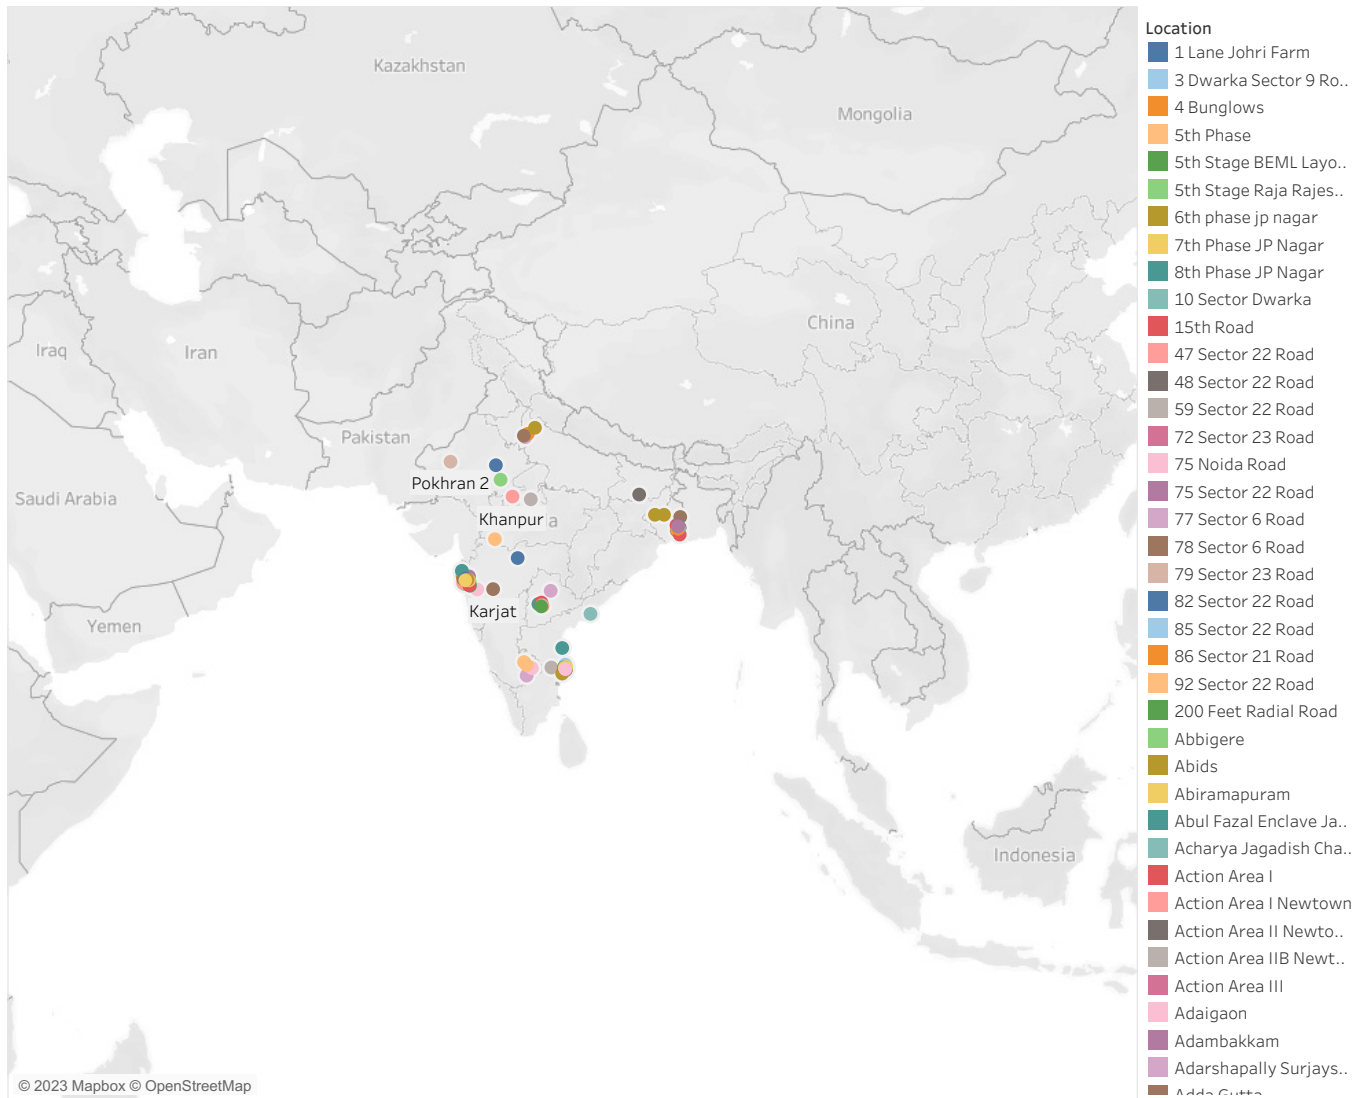 Kazakhstan
Mongolia
China
Iraq
Iran
Pakistan
Saudi Arabia
Pokhran 2
Khanpur
a
Karjat
Yemen
Indonesia
© 2023 Mapbox © OpenStreetMap
Location
1 Lane Johri Farm
3 Dwarka Sector 9 Ro..
4 Bunglows
5th Phase
5th Stage BEML Layo..
5th Stage Raja Rajes..
6th phase jp nagar
7th Phase JP Nagar
8th Phase JP Nagar
10 Sector Dwarka
15th Road
47 Sector 22 Road
48 Sector 22 Road
59 Sector 22 Road
72 Sector 23 Road
75 Noida Road
75 Sector 22 Road
77 Sector 6 Road
78 Sector 6 Road
79 Sector 23 Road
82 Sector 22 Road
85 Sector 22 Road
86 Sector 21 Road
92 Sector 22 Road
200 Feet Radial Road
Abbigere
Abids
Abiramapuram
Abul Fazal Enclave Ja..
Acharya Jagadish Cha..
Action Area I
Action Area I Newtown
Action Area II Newto..
Action Area IIB Newt..
Action Area III
Adaigaon
Adambakkam
Adarshapally Surjays..
Adda Gutta